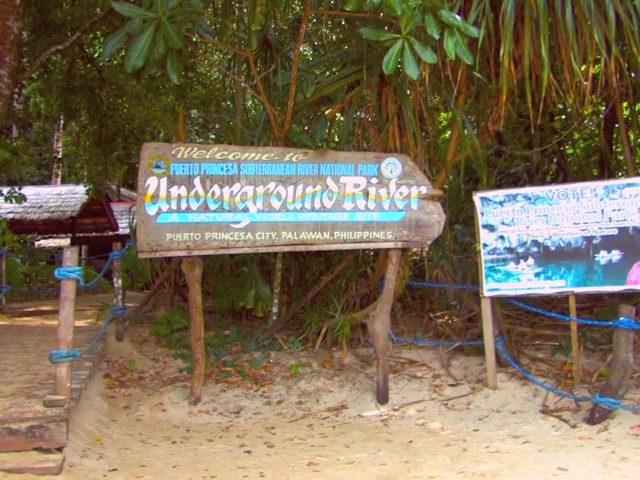 Welcome to
PUERTO PRINCESA SUBTERRANEAN RIVER NATIONAL PARK
Underground River
A NATURAL WORLD HERITAGE SITE
PUERTO PRINCESA CITY, PALAWAN, PHILIPPINES
VOTE!
Puerto